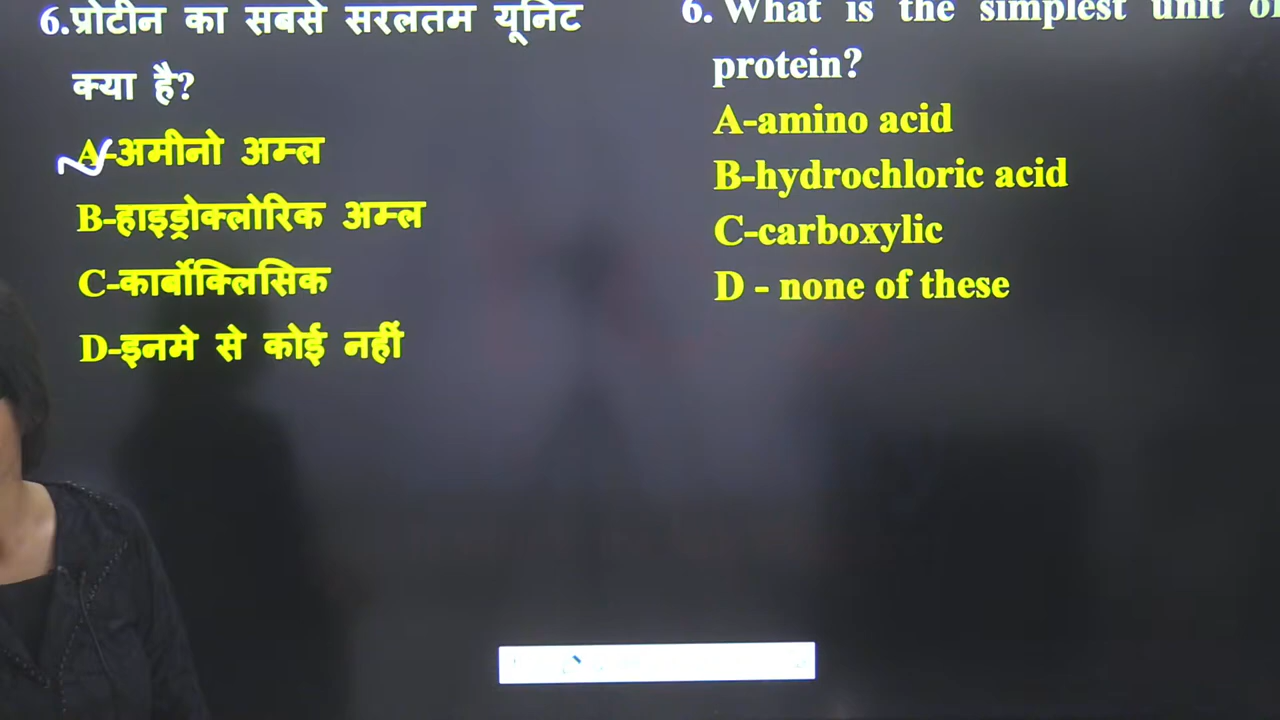 6.प्रोटीन का सबसे सरलतम यूनिट
क्या है?
A-अमीनो अम्ल
B-हाइड्रोक्लोरिक अम्ल
C-कार्बोक्लिसिक
D-इनमे से कोई नहीं
6. What is the simplest unit of
protein?
A-amino acid
B-hydrochloric acid
C-carboxylic
D - none of these